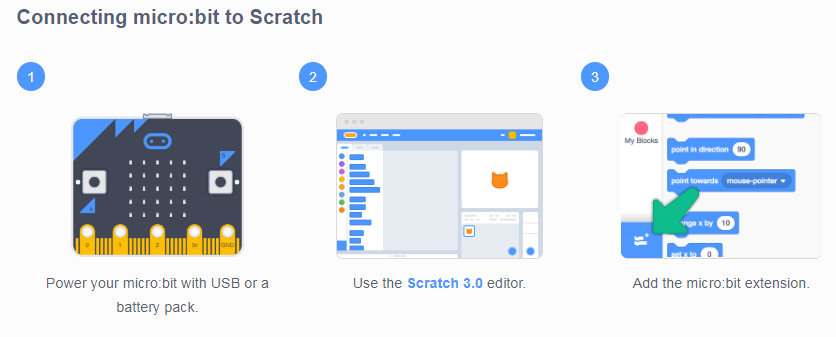 Connecting micro:bit to Scratch
1
2
3
B
A
0
1
2
3V
GND
My Blocks
point in direction 90
point towards mouse-pointer
change x by 10
set x to 0
Power your micro:bit with USB or a
battery pack.
Use the Scratch 3.0 editor.
Add the micro:bit extension.